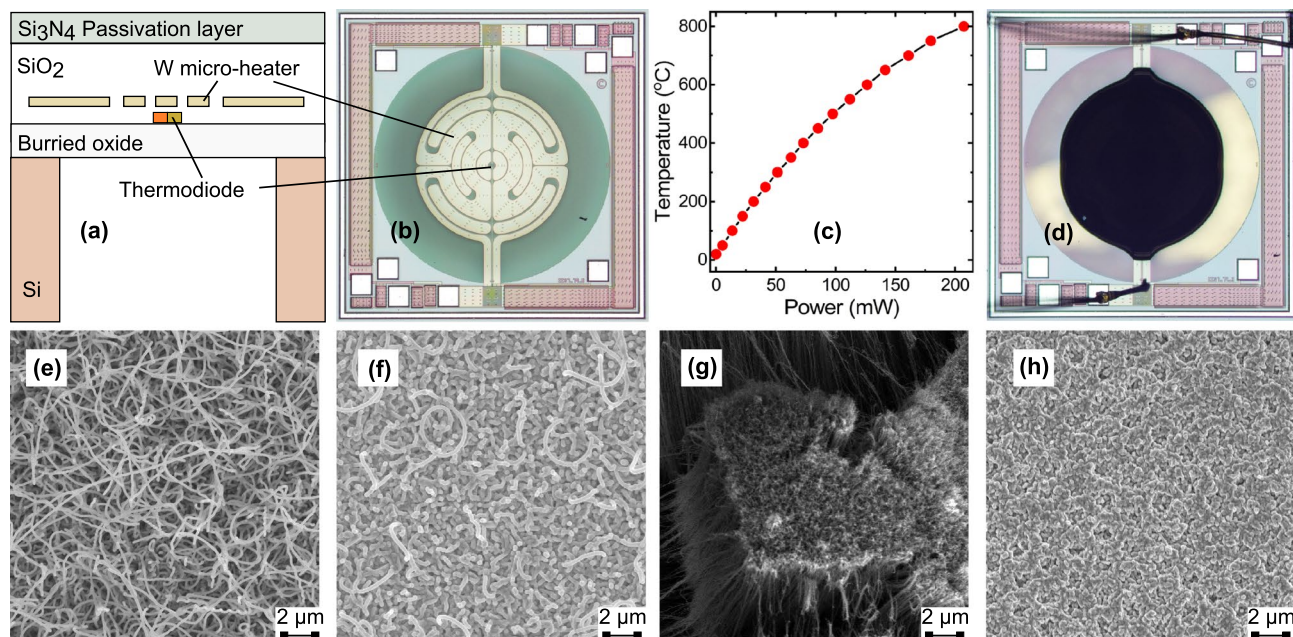 Si3N4 Passivation layer
SiO2
W micro-heater
Burried oxide
Thermodiode
(a)
Si
(b)
©
800
600
400
200
0
Temperature (°C)
0 50 100 150 200
Power (mW)
(c)
(d)
©
(e)
2 µm
(f)
2 µm
(g)
2 µm
(h)
2 µm